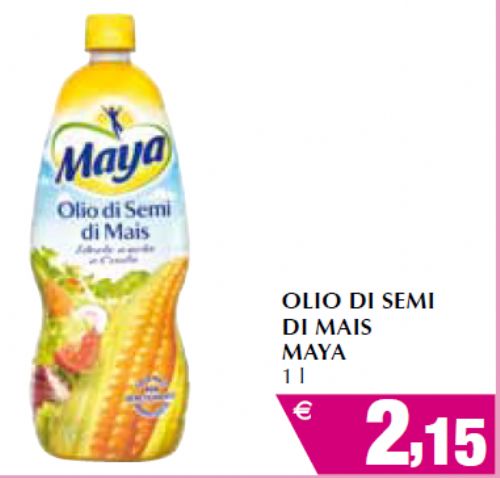 Maya
Olio di Semi
di Mais
OLIO DI SEMI
DI MAIS
MAYA
1 l
€ 2,15